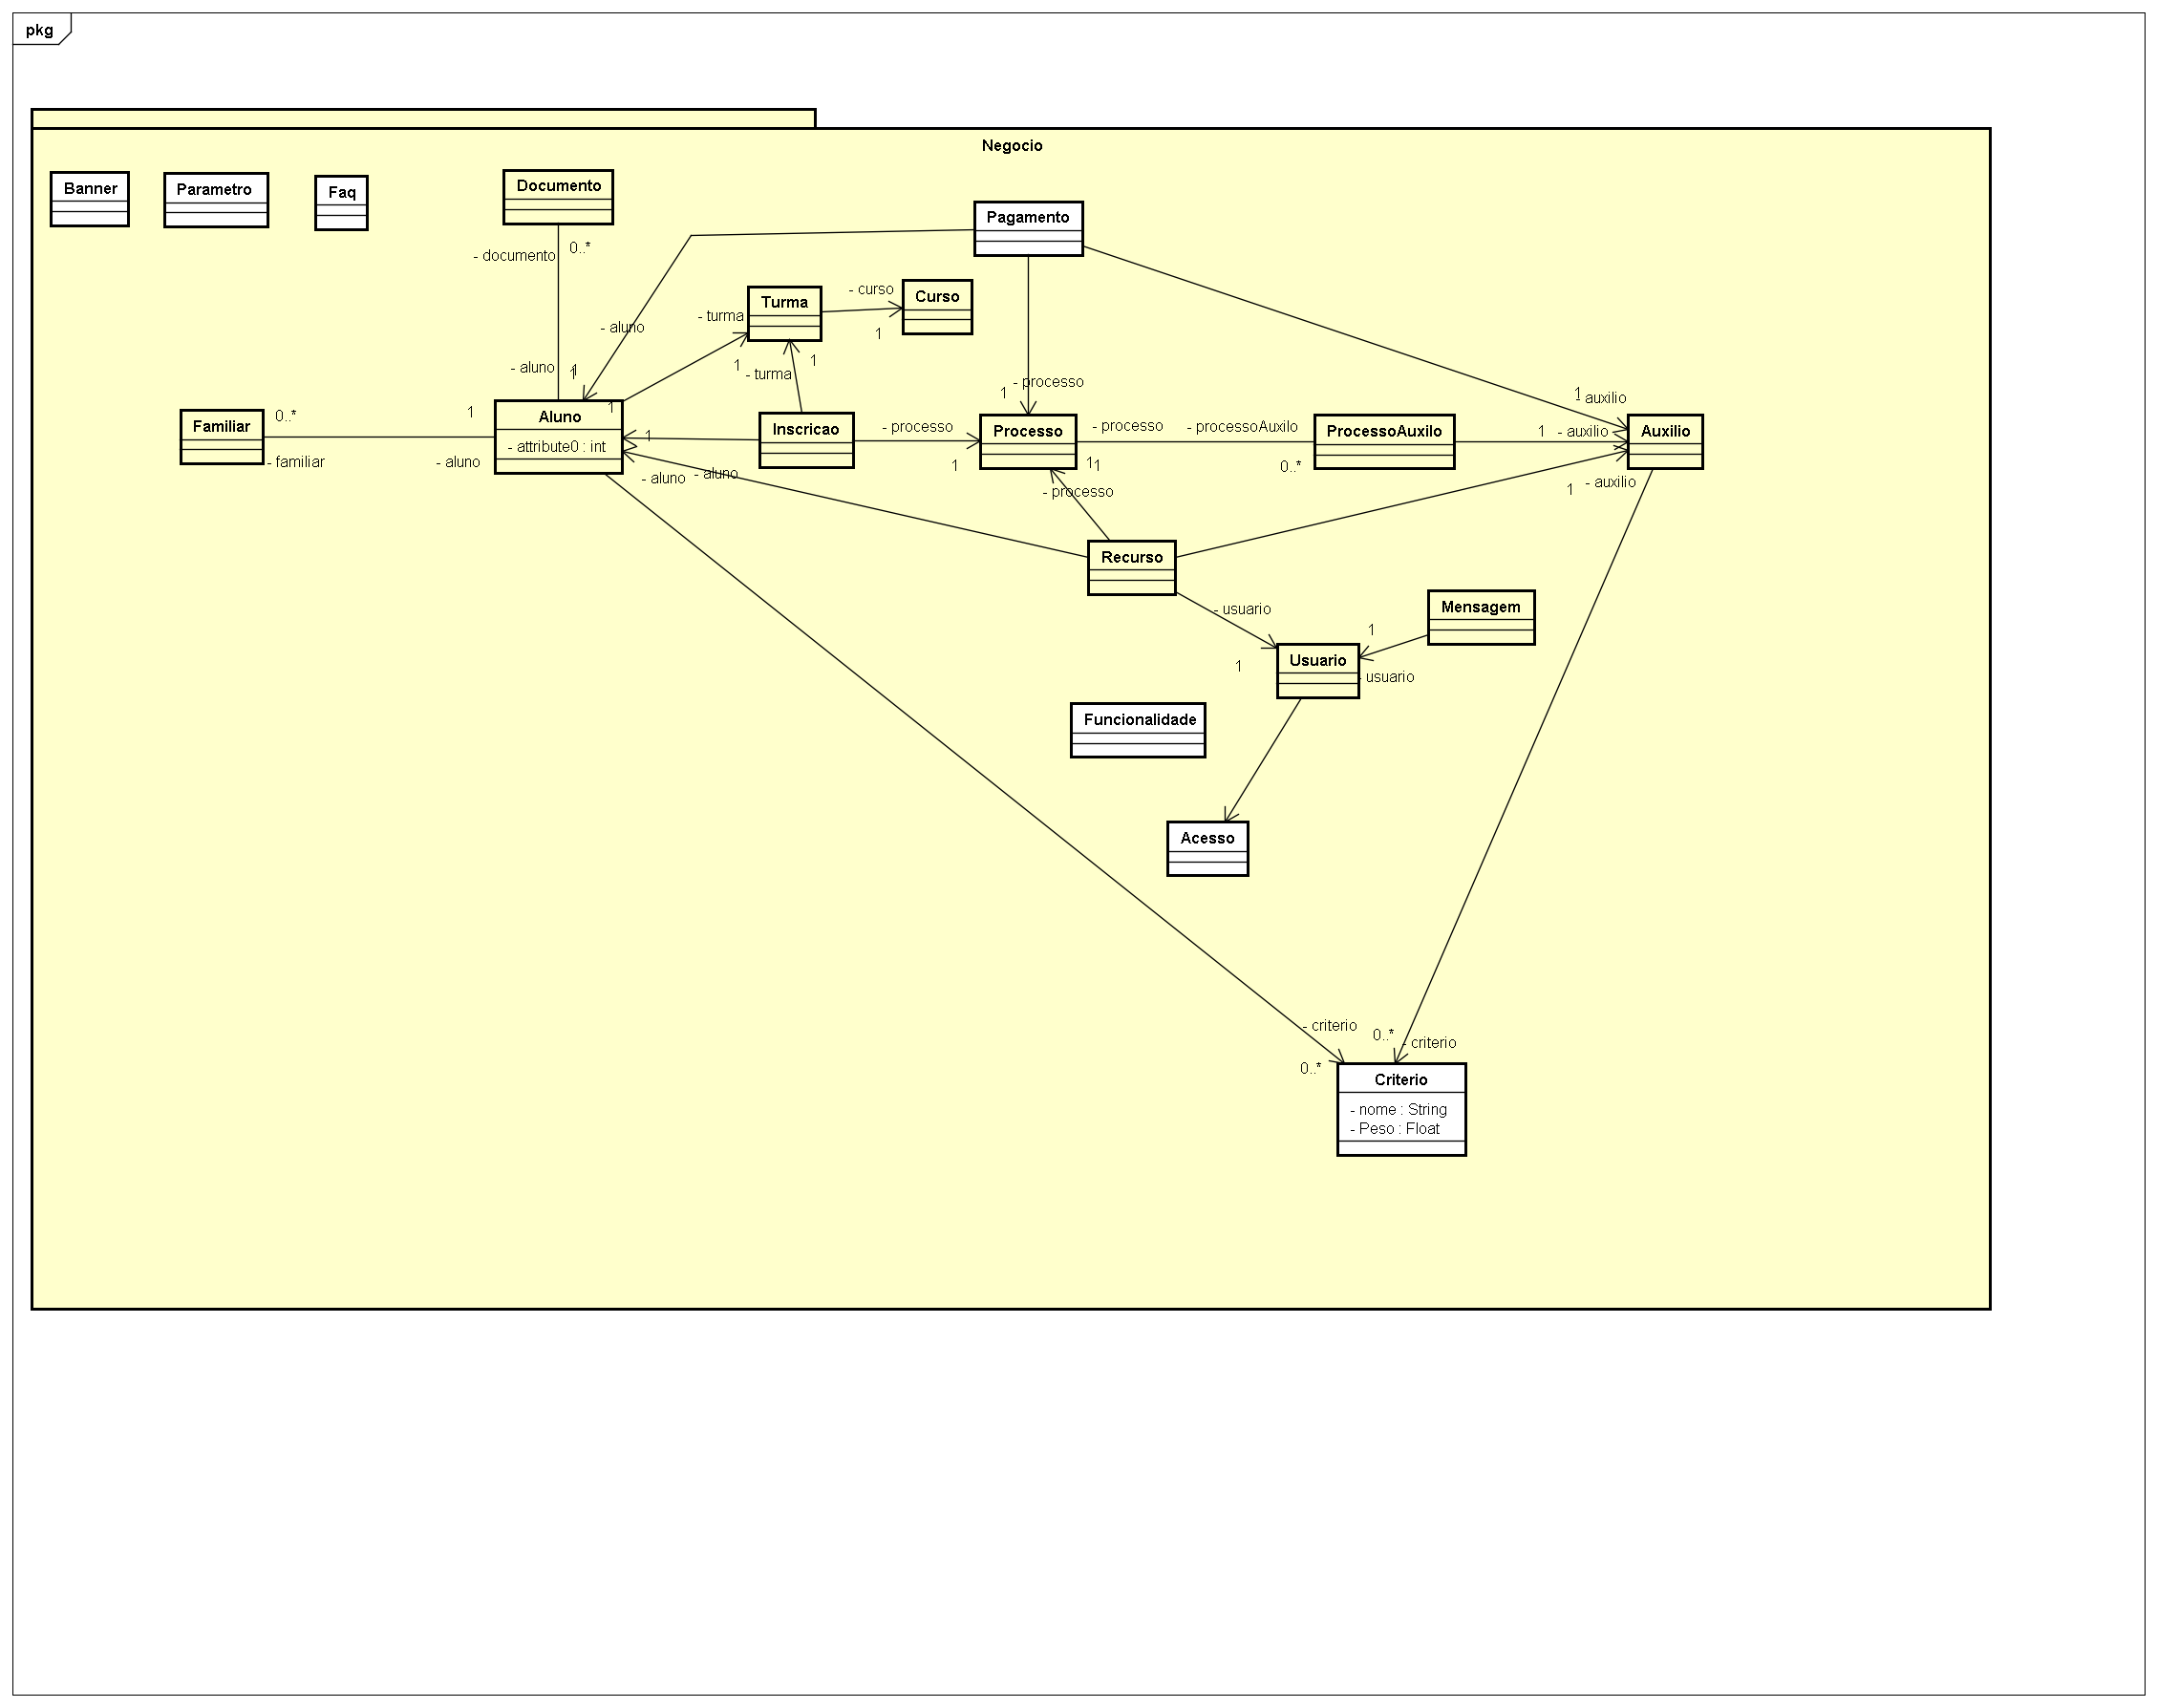 pkg
Negocio
Banner
Parametro
Faq
Documento
Pagamento
- documento
0..*
Turma
- curso
Curso
- turma
- aluno
1
1
1
- aluno
1
1
- turma
- processo
1
1
- auxilio
Familiar
0..*
- familiar
1
- aluno
Aluno
- attribute0 : int
1
1
- aluno
- aluno
Inscricao
- processo
1
Processo
- processo
1
1
- processo
- processoAuxilo
0..*
ProcessoAuxilo
1
- auxilio
Auxilio
1
- auxilio
Recurso
- usuario
1
Mensagem
1
- usuario
Usuario
Funcionalidade
Acesso
- criterio
0..*
0..*
- criterio
Criterio
- nome : String
- Peso : Float